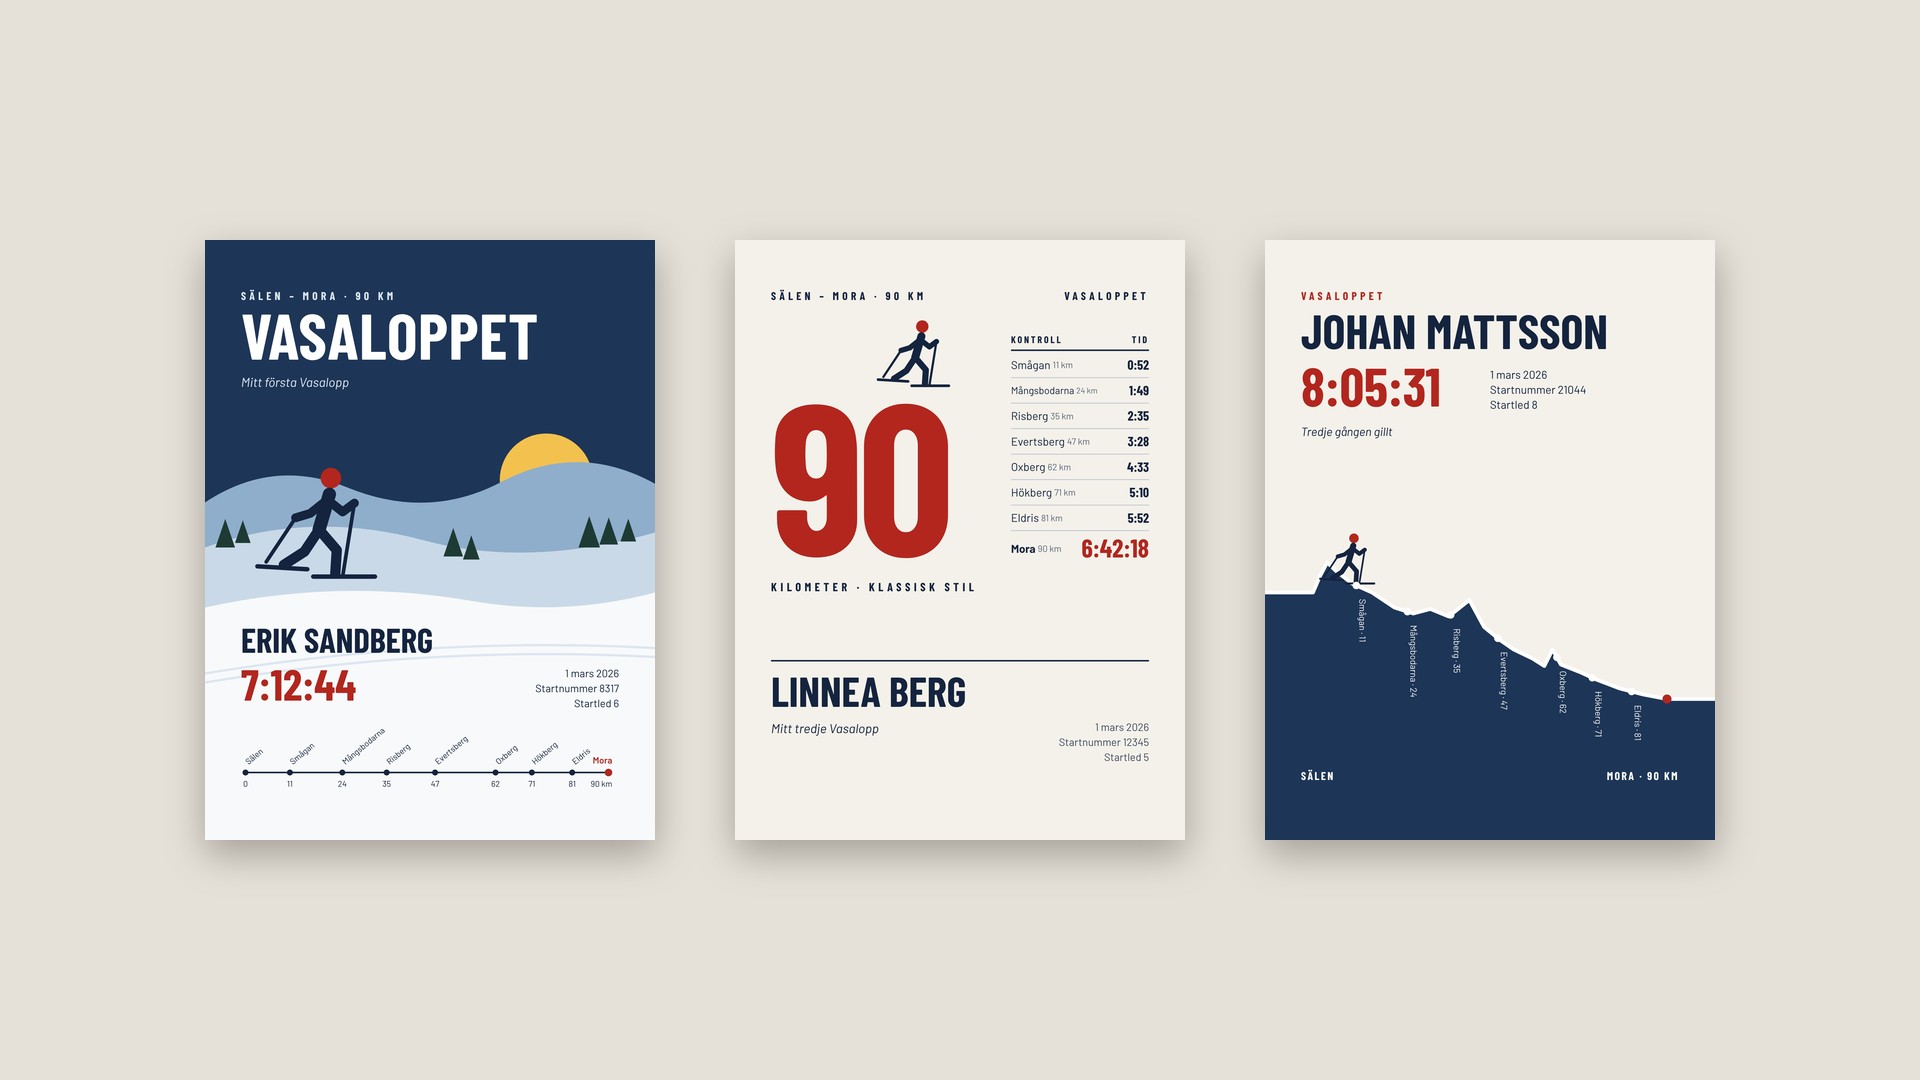 SÄLEN – MORA · 90 KM
VASALOPPET
Mitt första Vasalopp
ERIK SANDBERG
7:12:44
1 mars 2026
Startnummer 8317
Startled 6
Sälen Smågan Mångsbodarna Risberg Evertsberg Oxberg Hökberg Eldris Mora
0 11 24 35 47 62 71 81 90 km
SÄLEN – MORA · 90 KM VASALOPPET
KONTROLL TID
Smågan 11 km 0:52
Mångsbodarna 24 km 1:49
Risberg 35 km 2:35
Evertsberg 47 km 3:28
Oxberg 62 km 4:33
Hökberg 71 km 5:10
Eldris 81 km 5:52
Mora 90 km 6:42:18
90
KILOMETER · KLASSISK STIL
LINNEA BERG
Mitt tredje Vasalopp
1 mars 2026
Startnummer 12345
Startled 5
VASALOPPET
JOHAN MATTSSON
8:05:31
1 mars 2026
Startnummer 21044
Startled 8
Tredje gången gillt
Smågan · 11
Mångsbodarna · 24
Risberg · 35
Evertsberg · 47
Oxberg · 62
Hökberg · 71
Eldris · 81
SÄLEN MORA · 90 KM